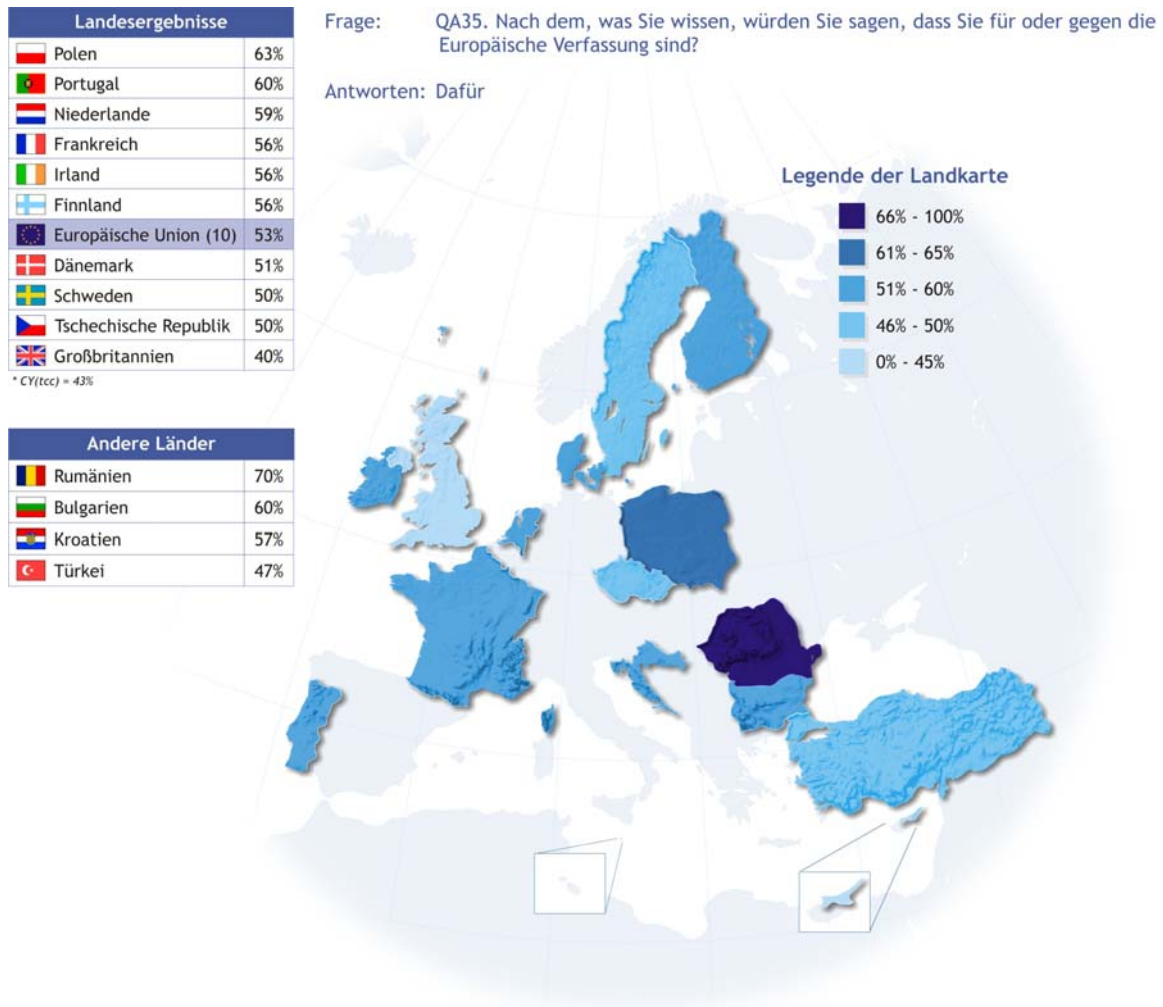 Landesergebnisse
Polen 63%
Portugal 60%
Niederlande 59%
Frankreich 56%
Irland 56%
Finnland 56%
Europäische Union (10) 53%
Dänemark 51%
Schweden 50%
Tschechische Republik 50%
Großbritannien 40%
* CY(tcc) = 43%
Andere Länder
Rumänien 70%
Bulgarien 60%
Kroatien 57%
Türkei 47%
Frage: QA35. Nach dem, was Sie wissen, würden Sie sagen, dass Sie für oder gegen die
Europäische Verfassung sind?
Antworten: Dafür
Legende der Landkarte
66% - 100%
61% - 65%
51% - 60%
46% - 50%
0% - 45%